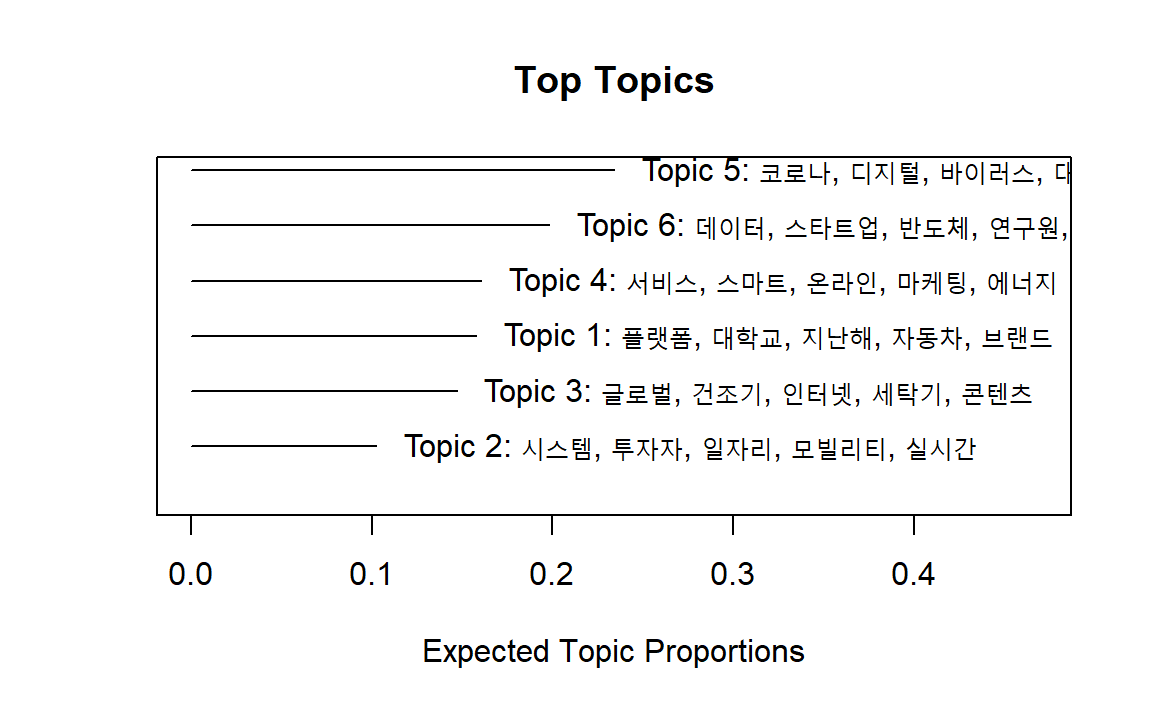 Top Topics
Topic 5: 코로나, 디지털, 바이러스,
Topic 6: 데이터, 스타트업, 반도체, 연구원,
Topic 4: 서비스, 스마트, 온라인, 마케팅, 에너지
Topic 1: 플랫폼, 대학교, 지난해, 자동차, 브랜드
Topic 3: 글로벌, 건조기, 인터넷, 세탁기, 콘텐츠
Topic 2: 시스템, 투자자, 일자리, 모빌리티, 실시간
0.0 0.1 0.2 0.3 0.4
Expected Topic Proportions